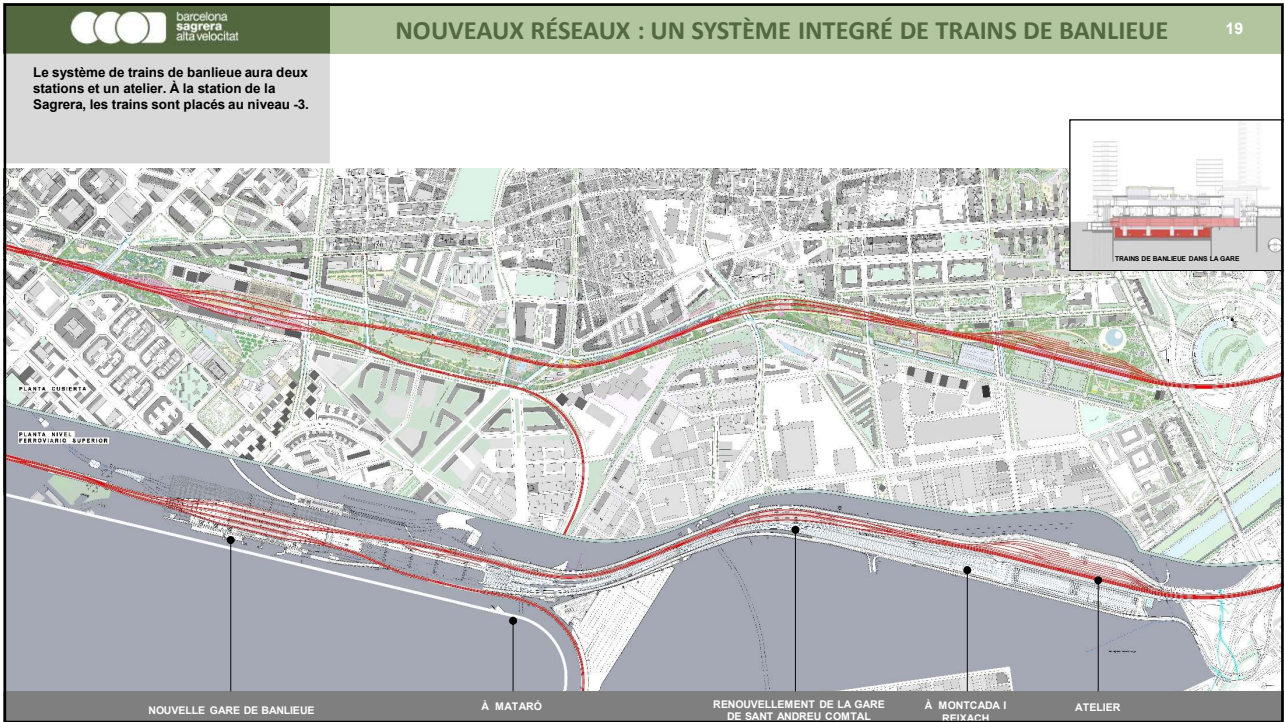 barcelona
sagrera
alta velocitat
NOUVEAUX RÉSEAUX : UN SYSTÈME INTEGRÉ DE TRAINS DE BANLIEUE
19
Le système de trains de banlieue aura deux
stations et un atelier. À la station de la
Sagrera, les trains sont placés au niveau -3.
TRAINS DE BANLIEUE DANS LA GARE
PLANTA CUBIERTA
PLANTA NIVEL
FERROVIARIO SUPERIOR
NOUVELLE GARE DE BANLIEUE
À MATARÓ
RENOUVELLEMENT DE LA GARE
DE SANT ANDREU COMTAL
À MONTCADA I
REIXACH
ATELIER